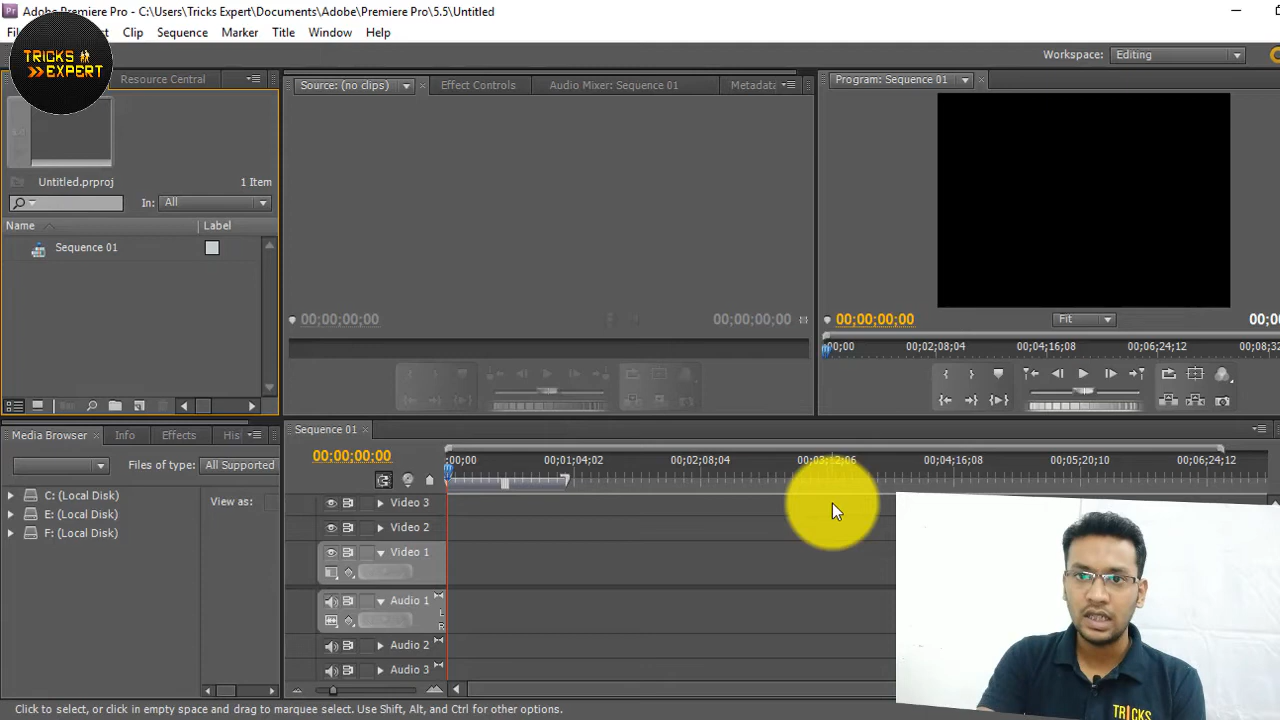 Adobe Premiere Pro - C:\Users\Tricks Expert\Documents\Adobe\Premiere Pro\5.5\Untitled
Clip Sequence Marker Title Window Help
TRICKS
EXPERT
Workspace: Editing
Resource Central
Source: (no clips) Effect Controls Audio Mixer: Sequence 01 Metadata
Program: Sequence 01
Untitled.prproj 1 Item
In: All
Name Label
Sequence 01
00;00;00;00 00;00;00;00
00;00;00;00 Fit 00;00
;00;00 00;02;08;04 00;04;16;08 00;06;24;12 00;08;32
Media Browser Info Effects His
Files of type: All Supported
C: (Local Disk) View as:
E: (Local Disk)
F: (Local Disk)
Sequence 01
00;00;00;00
;00;00 00;01;04;02 00;02;08;04 00;03;12;06 00;04;16;08 00;05;20;10 00;06;24;12
Video 3
Video 2
Video 1
Audio 1
L
R
Audio 2
Audio 3
TRICKS
Click to select, or click in empty space and drag to marquee select. Use Shift, Alt, and Ctrl for other options.